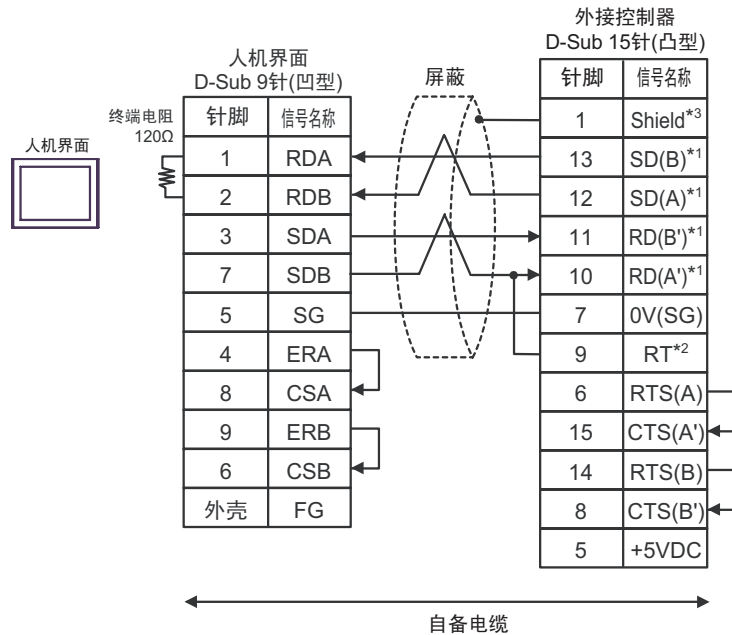 外接控制器
D-Sub 15针(凸型)
人机界面
D-Sub 9针(凹型)
屏蔽
终端电阻
120Ω
人机界面
针脚 信号名称
1 RDA
2 RDB
3 SDA
7 SDB
5 SG
4 ERA
8 CSA
9 ERB
6 CSB
外壳 FG
针脚 信号名称
1 Shield*3
13 SD(B)*1
12 SD(A)*1
11 RD(B')*1
10 RD(A')*1
7 0V(SG)
9 RT*2
6 RTS(A)
15 CTS(A')
14 RTS(B)
8 CTS(B')
5 +5VDC
自备电缆